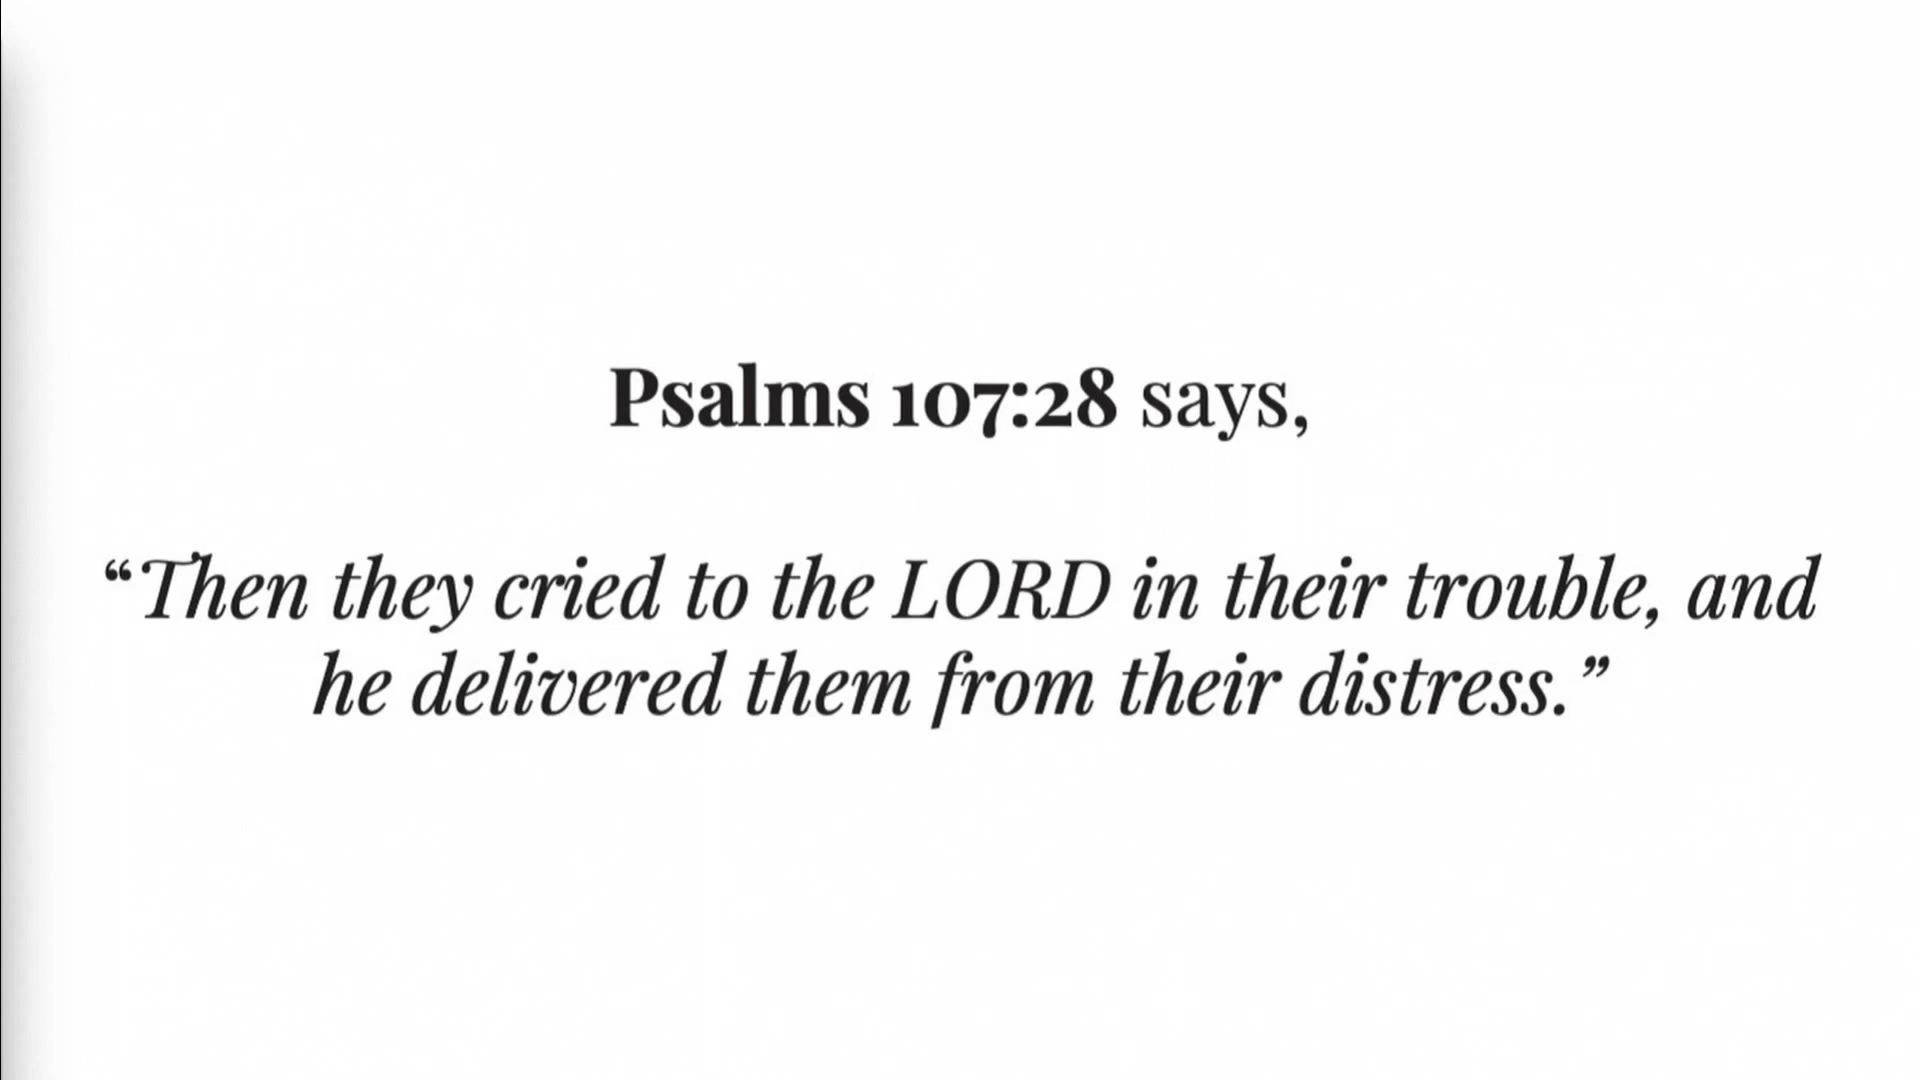 Psalms 107:28 says,
“Then they cried to the LORD in their trouble, and
he delivered them from their distress.”